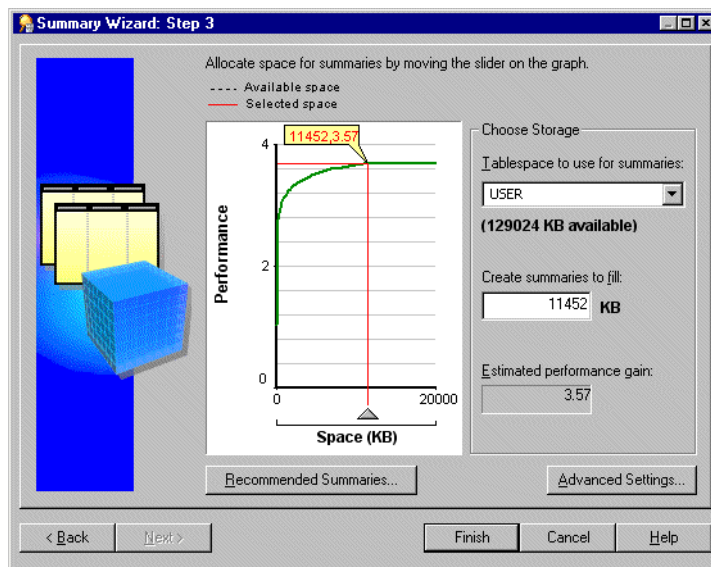 Summary Wizard: Step 3
Allocate space for summaries by moving the slider on the graph.
---- Available space
Selected space
11452,3.57
4
2
0
Performance
0
20000
Space (KB)
Choose Storage
Tablespace to use for summaries:
USER
(129024 KB available)
Create summaries to fill:
11452 KB
Estimated performance gain:
3.57
Recommended Summaries...
Advanced Settings...
< Back
Next >
Finish
Cancel
Help